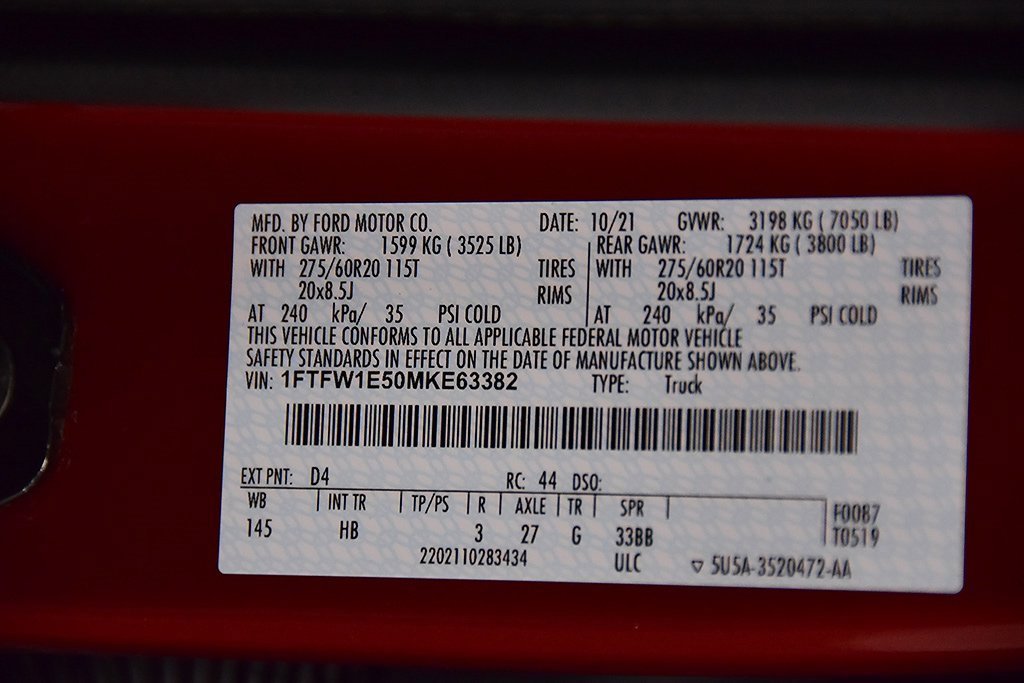 MFD. BY FORD MOTOR CO. DATE: 10/21 GVWR: 3198 KG ( 7050 LB)
FRONT GAWR: 1599 KG ( 3525 LB) REAR GAWR: 1724 KG ( 3800 LB)
WITH 275/60R20 115T TIRES WITH 275/60R20 115T TIRES
20x8.5J RIMS 20x8.5J RIMS
AT 240 kPa/ 35 PSI COLD AT 240 kPa/ 35 PSI COLD
THIS VEHICLE CONFORMS TO ALL APPLICABLE FEDERAL MOTOR VEHICLE
SAFETY STANDARDS IN EFFECT ON THE DATE OF MANUFACTURE SHOWN ABOVE.
VIN: 1FTFW1E50MKE63382 TYPE: Truck
EXT PNT: D4 RC: 44 DSO:
WB INT TR TP/PS R AXLE TR SPR F0087
145 HB 3 27 G 33BB T0519
2202110283434 ULC ▽ 5U5A-3520472-AA